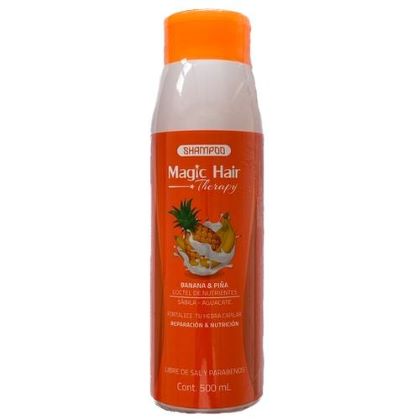 SHAMPOO
Magic Hair
Therapy
BANANA & PIÑA
COCTEL DE NUTRIENTES
SÁBILA - AGUACATE
FORTALECE TU HEBRA CAPILAR
REPARACIÓN & NUTRICIÓN
LIBRE DE SAL Y PARABENOS
Cont. 500 mL